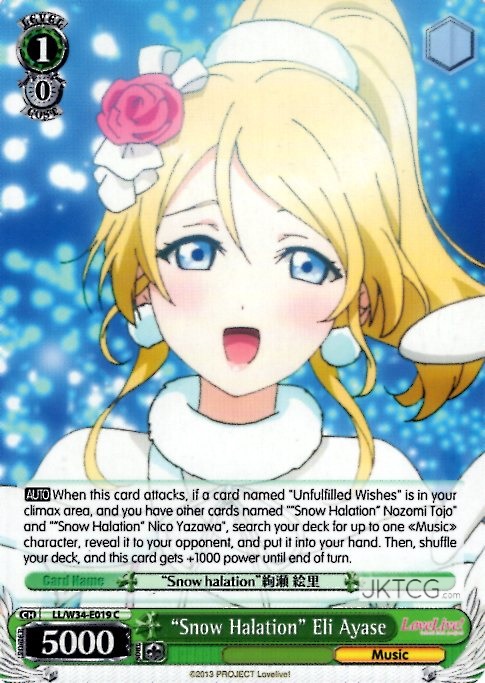 LEVEL
1
0
COST
AUTO When this card attacks, if a card named "Unfulfilled Wishes" is in your
climax area, and you have other cards named ""Snow Halation" Nozomi Tojo"
and ""Snow Halation" Nico Yazawa", search your deck for up to one «Music»
character, reveal it to your opponent, and put it into your hand. Then, shuffle
your deck, and this card gets +1000 power until end of turn.
Card Name
"Snow halation"絢瀬 絵里
JKTCG.com
GH LL/W34-E019 C
POWER
5000
SOUL
"Snow Halation" Eli Ayase
LoveLive!
Music
©2013 PROJECT Lovelive!